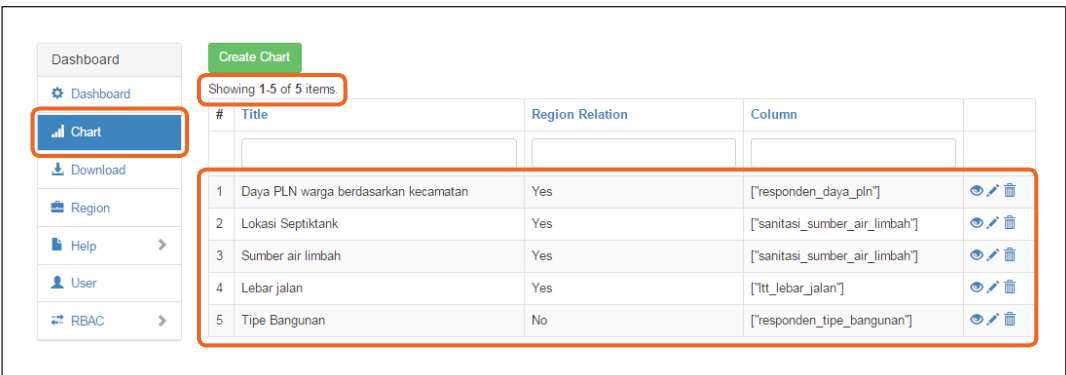 Dashboard
Dashboard
Chart
Download
Region
Help
User
RBAC
Create Chart
Showing 1-5 of 5 items.
# Title Region Relation Column
1 Daya PLN warga berdasarkan kecamatan Yes ["responden_daya_pln"]
2 Lokasi Septiktank Yes ["sanitasi_sumber_air_limbah"]
3 Sumber air limbah Yes ["sanitasi_sumber_air_limbah"]
4 Lebar jalan Yes ["ltt_lebar_jalan"]
5 Tipe Bangunan No ["responden_tipe_bangunan"]